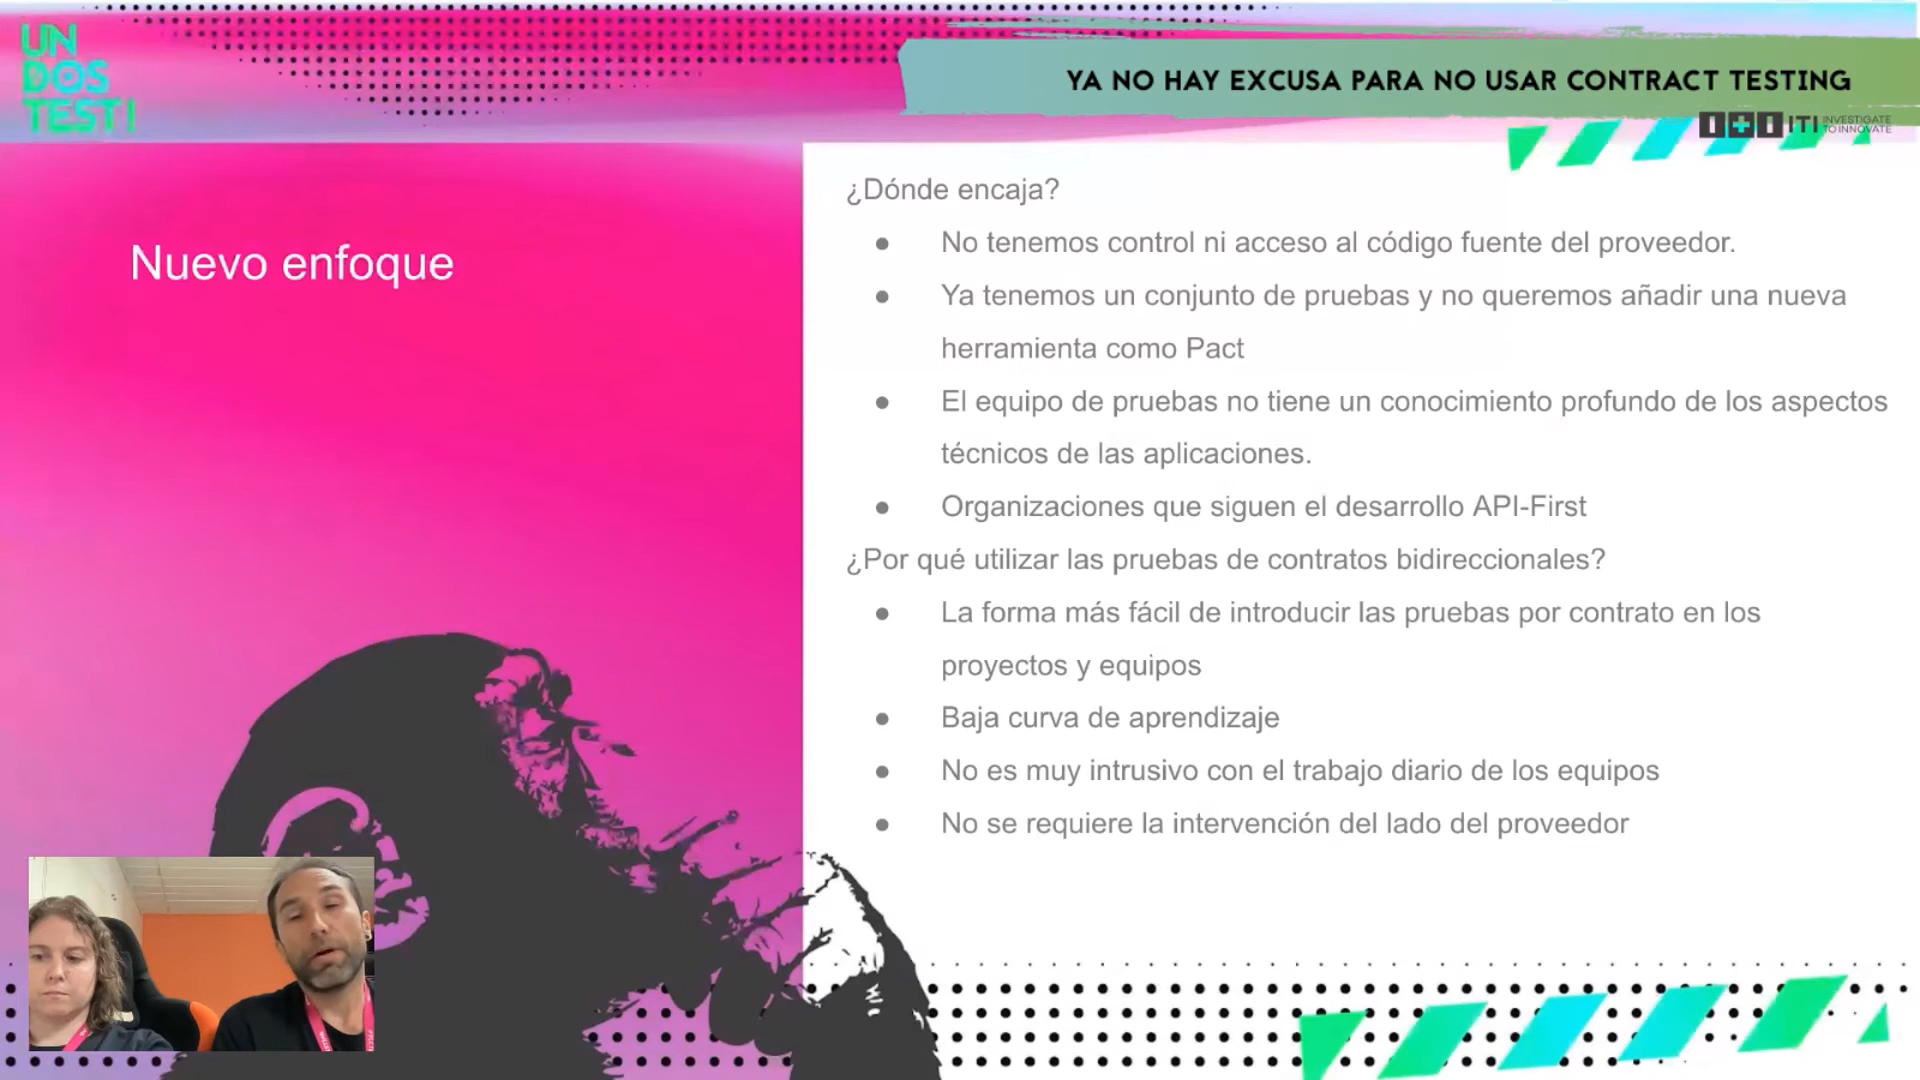 UN
DOS
TEST!
YA NO HAY EXCUSA PARA NO USAR CONTRACT TESTING
ITI INVESTIGATE
TO INNOVATE
Nuevo enfoque
¿Dónde encaja?
● No tenemos control ni acceso al código fuente del proveedor.
● Ya tenemos un conjunto de pruebas y no queremos añadir una nueva
herramienta como Pact
● El equipo de pruebas no tiene un conocimiento profundo de los aspectos
técnicos de las aplicaciones.
● Organizaciones que siguen el desarrollo API-First
¿Por qué utilizar las pruebas de contratos bidireccionales?
● La forma más fácil de introducir las pruebas por contrato en los
proyectos y equipos
● Baja curva de aprendizaje
● No es muy intrusivo con el trabajo diario de los equipos
● No se requiere la intervención del lado del proveedor